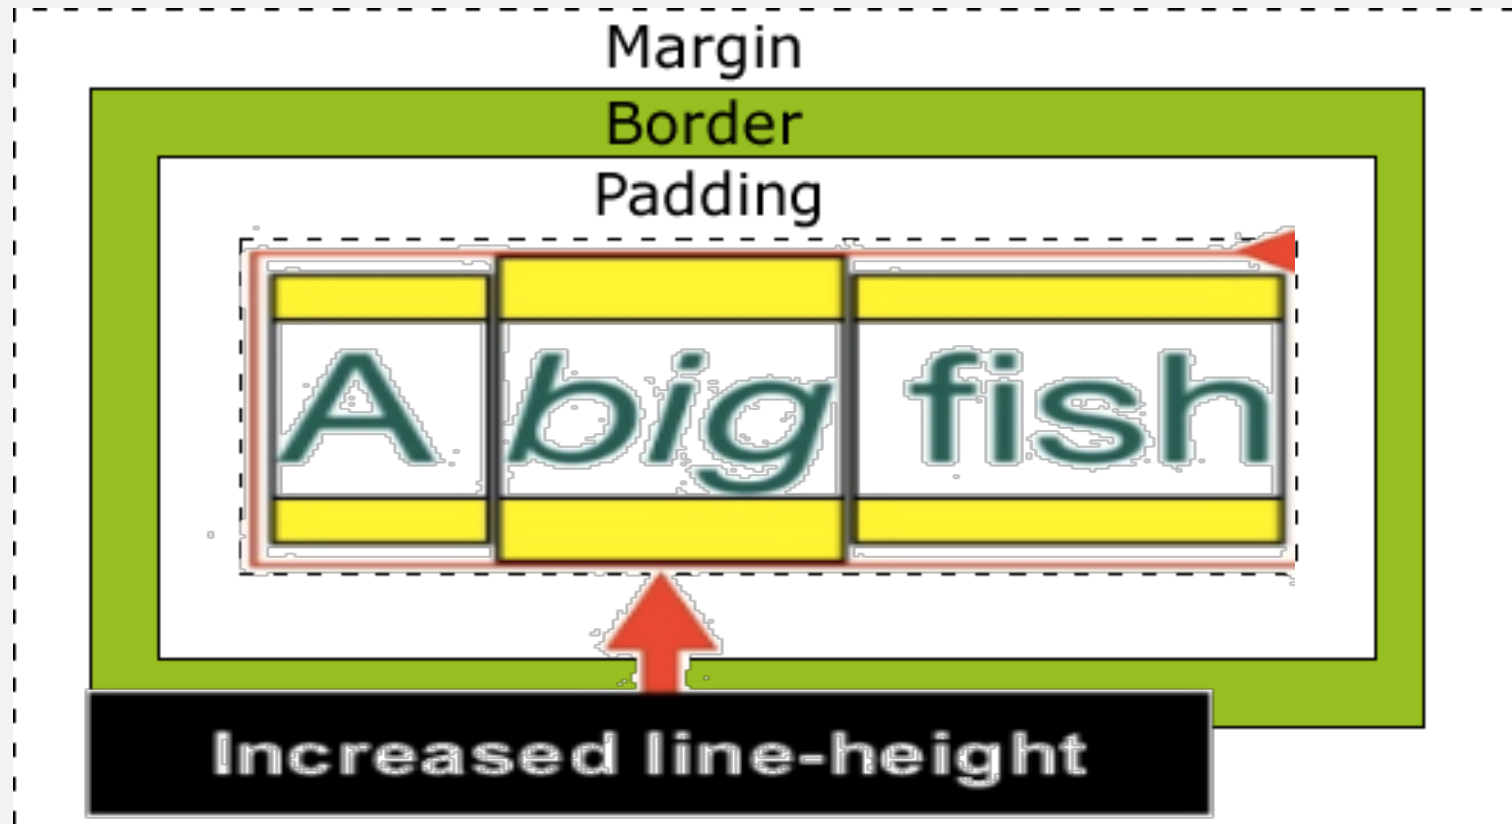 Margin
Border
Padding
A big fish
Increased line-height